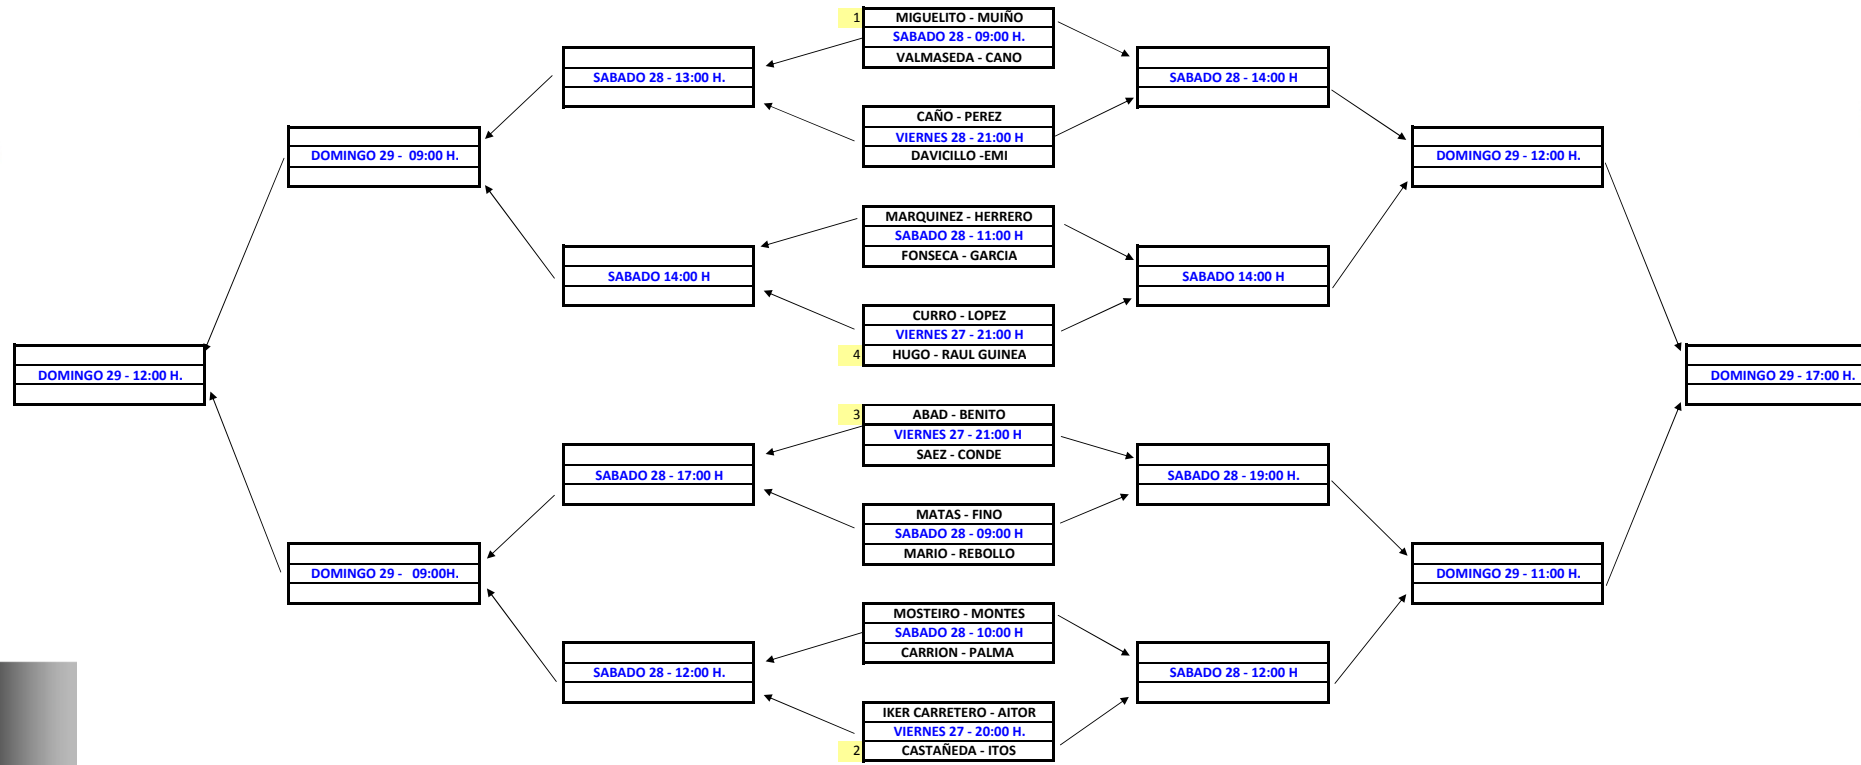 1 MIGUELITO - MUIÑO
SABADO 28 - 09:00 H.
VALMASEDA - CANO
SABADO 28 - 13:00 H.
SABADO 28 - 14:00 H
CAÑO - PEREZ
VIERNES 28 - 21:00 H
DAVICILLO -EMI
DOMINGO 29 - 09:00 H.
DOMINGO 29 - 12:00 H.
MARQUINEZ - HERRERO
SABADO 28 - 11:00 H
FONSECA - GARCIA
SABADO 14:00 H
SABADO 14:00 H
CURRO - LOPEZ
VIERNES 27 - 21:00 H
4 HUGO - RAUL GUINEA
DOMINGO 29 - 12:00 H.
DOMINGO 29 - 17:00 H.
3 ABAD - BENITO
VIERNES 27 - 21:00 H
SAEZ - CONDE
SABADO 28 - 17:00 H
SABADO 28 - 19:00 H.
MATAS - FINO
SABADO 28 - 09:00 H
MARIO - REBOLLO
DOMINGO 29 - 09:00H.
DOMINGO 29 - 11:00 H.
MOSTEIRO - MONTES
SABADO 28 - 10:00 H
CARRION - PALMA
SABADO 28 - 12:00 H.
SABADO 28 - 12:00 H
IKER CARRETERO - AITOR
VIERNES 27 - 20:00 H.
2 CASTAÑEDA - ITOS